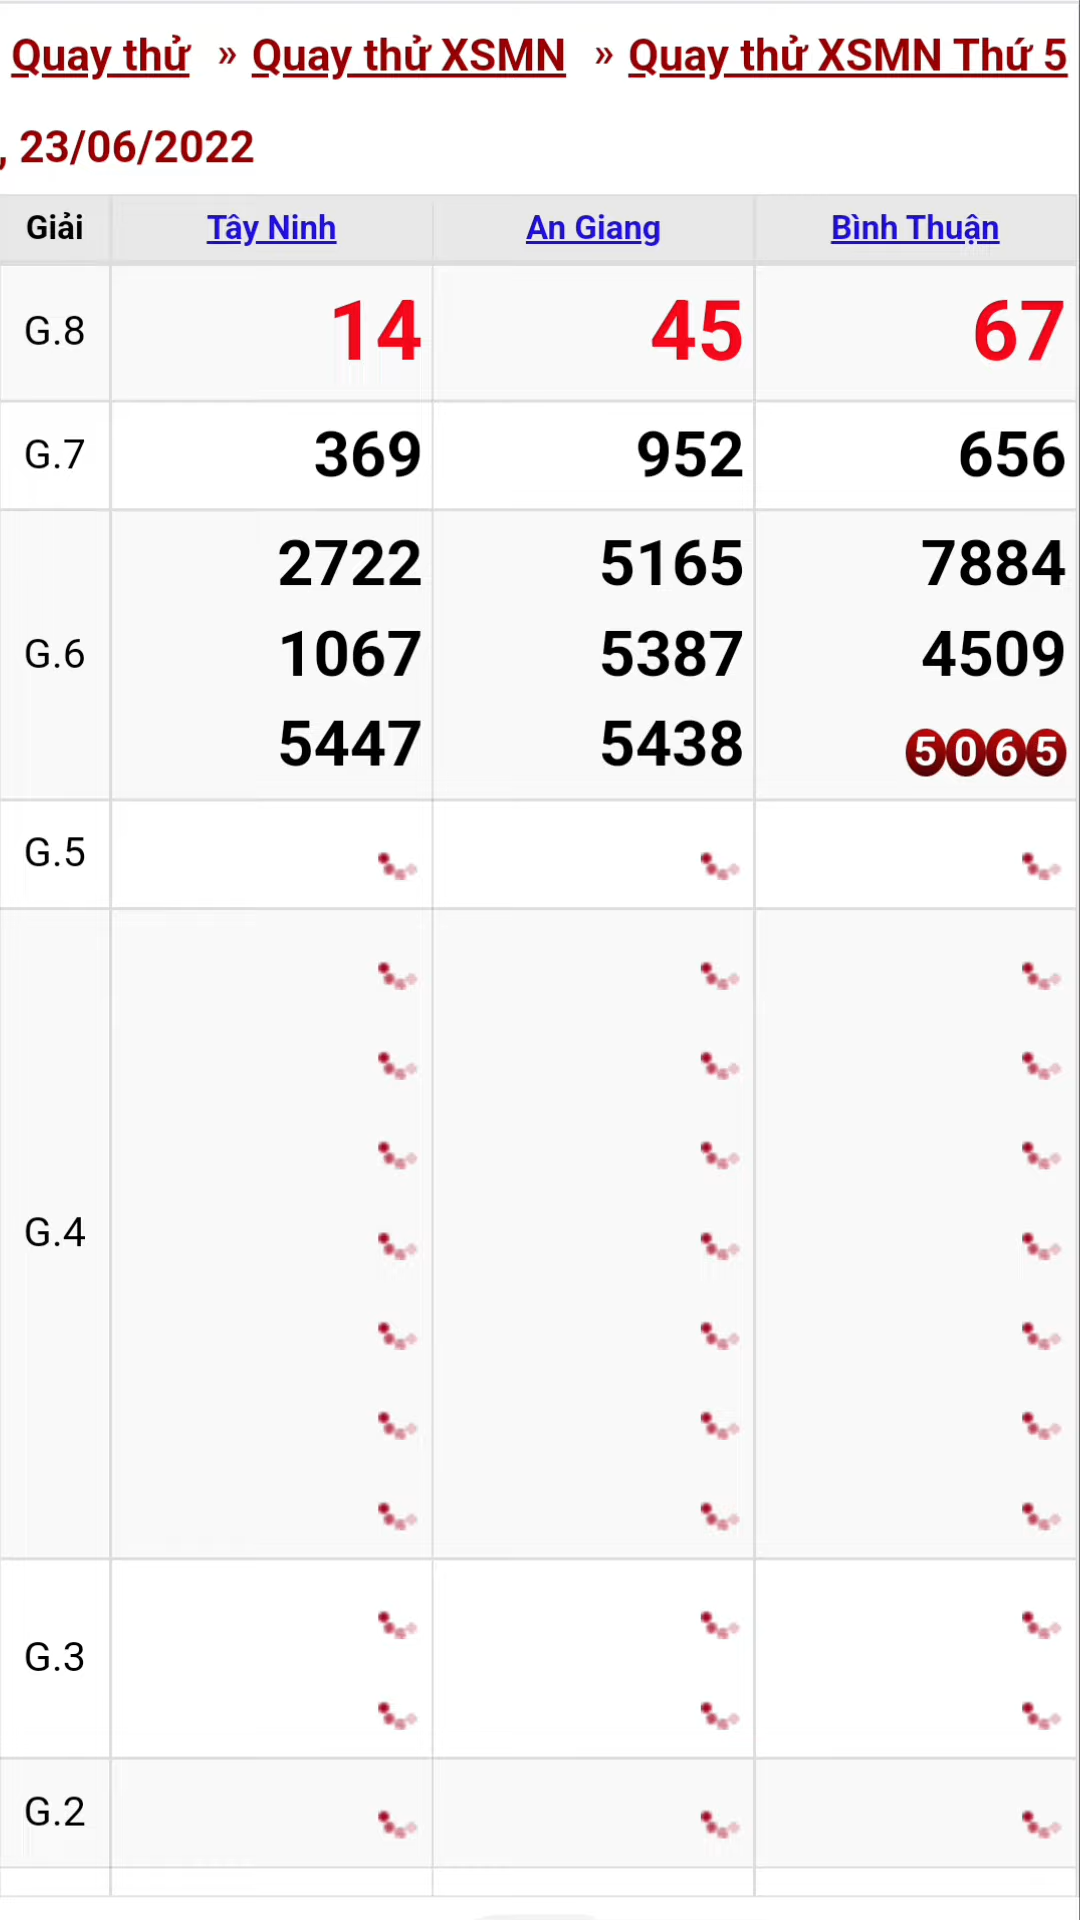 Quay thử » Quay thử XSMN » Quay thử XSMN Thứ 5
, 23/06/2022
Giải Tây Ninh An Giang Bình Thuận
G.8 14 45 67
G.7 369 952 656
2722 5165 7884
G.6 1067 5387 4509
5447 5438 5065
G.5
G.4
G.3
G.2